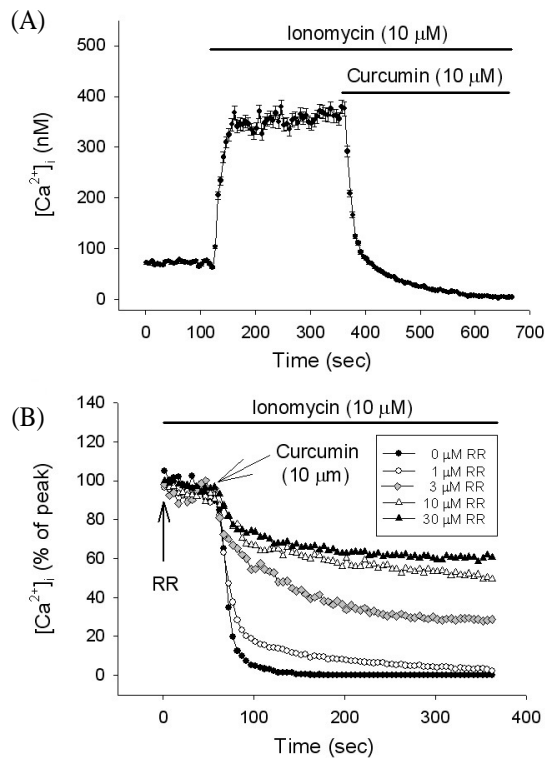 (A)
Ionomycin (10 μM)
Curcumin (10 μM)
[Ca2+]i (nM)
500
400
300
200
100
0
0 100 200 300 400 500 600 700
Time (sec)
(B)
Ionomycin (10 μM)
Curcumin
(10 μm)
0 μM RR
1 μM RR
3 μM RR
10 μM RR
30 μM RR
RR
[Ca2+]i (% of peak)
140
120
100
80
60
40
20
0
0 100 200 300 400
Time (sec)